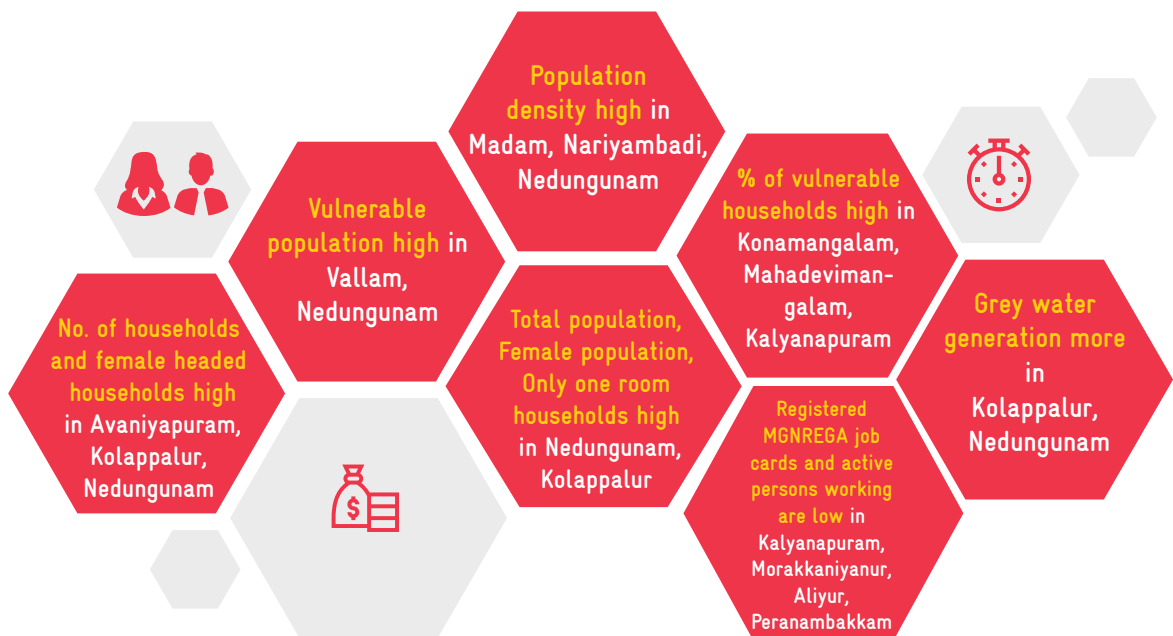 No. of households
and female headed
households high
in Avaniyapuram,
Kolappalur,
Nedungunam
Vulnerable
population high in
Vallam,
Nedungunam
Population
density high in
Madam, Nariyambadi,
Nedungunam
Total population,
Female population,
Only one room
households high
in Nedungunam,
Kolappalur
% of vulnerable
households high in
Konamangalam,
Mahadeviman-
galam,
Kalyanapuram
Registered
MGNREGA job
cards and active
persons working
are low in
Kalyanapuram,
Morakkaniyanur,
Aliyur,
Peranambakkam
Grey water
generation more
in
Kolappalur,
Nedungunam
$